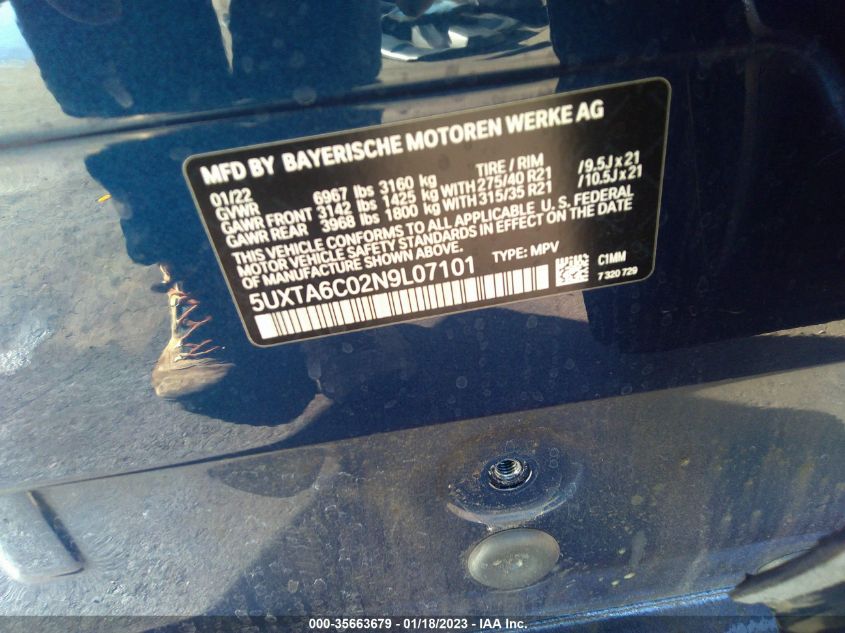 MFD BY BAYERISCHE MOTOREN WERKE AG
01/22 TIRE / RIM
GVWR 6967 lbs 3160 kg
GAWR FRONT 3142 lbs 1425 kg WITH 275/40 R21 /9.5J x 21
GAWR REAR 3968 lbs 1800 kg WITH 315/35 R21 /10.5J x 21
THIS VEHICLE CONFORMS TO ALL APPLICABLE U.S. FEDERAL
MOTOR VEHICLE SAFETY STANDARDS IN EFFECT ON THE DATE
OF MANUFACTURE SHOWN ABOVE.
5UXTA6C02N9L07101 TYPE: MPV C1MM
7 320 729
000-35663679 - 01/18/2023 - IAA Inc.